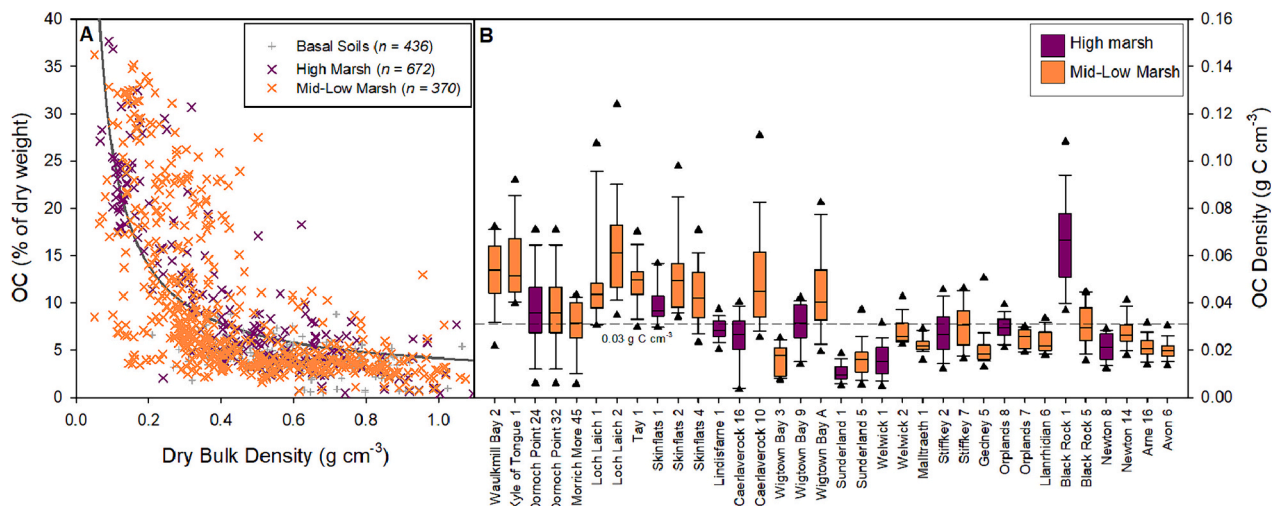 A
Basal Soils (n = 436)
High Marsh (n = 672)
Mid-Low Marsh (n = 370)
OC (% of dry weight)
40
35
30
25
20
15
10
5
0
0.0 0.2 0.4 0.6 0.8 1.0
Dry Bulk Density (g cm-3)
B
High marsh
Mid-Low Marsh
0.03 g C cm-3
0.16
0.14
0.12
0.10
0.08
0.06
0.04
0.02
0.00
OC Density (g C cm-3)
Waulkmill Bay 2
Kyle of Tongue 1
Dornoch Point 24
Dornoch Point 32
Morrich More 45
Loch Laich 1
Loch Laich 2
Tay 1
Skinflats 1
Skinflats 2
Skinflats 4
Lindisfarne 1
Caerlaverock 16
Caerlaverock 10
Wigtown Bay 3
Wigtown Bay 9
Wigtown Bay A
Sunderland 1
Sunderland 5
Welwick 1
Welwick 2
Malltraeth 1
Stiffkey 2
Stiffkey 7
Gedney 5
Orplands 8
Orplands 7
Llanrhidian 6
Black Rock 1
Black Rock 5
Newton 8
Newton 14
Arne 16
Avon 6